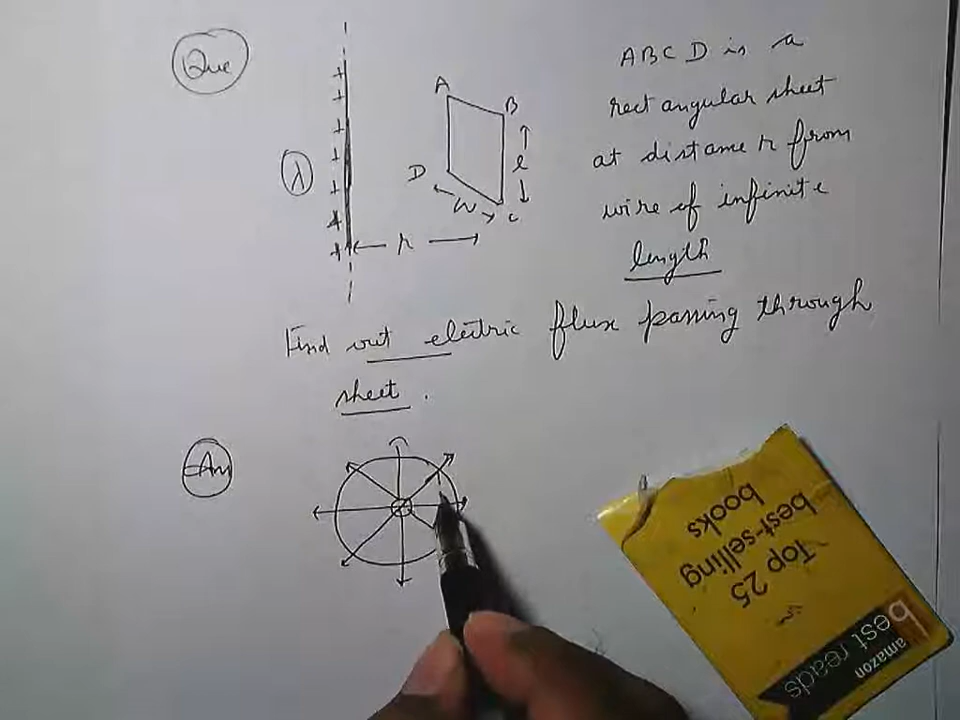 Que
ABCD is a
rectangular sheet
at distance r from
wire of infinite
length
+
+
+
+
+
+
+
λ
A
B
D
C
l
w
r
Find out electric flux passing through
sheet.
Ans
Top 25
best-selling
books
amazon
best reads